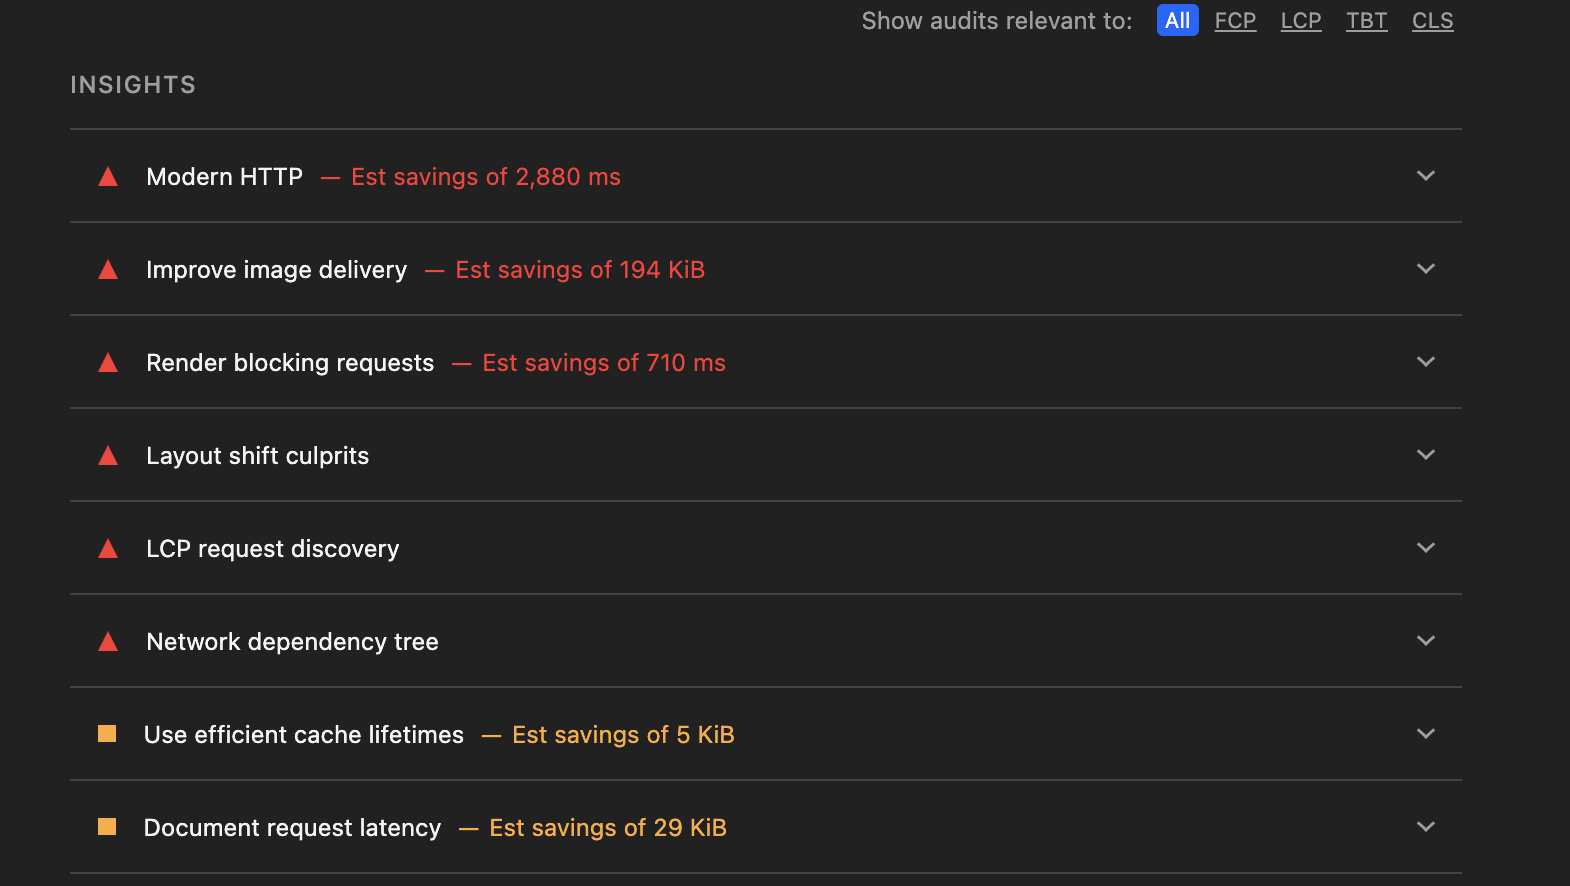 Show audits relevant to: All FCP LCP TBT CLS
INSIGHTS
Modern HTTP — Est savings of 2,880 ms
Improve image delivery — Est savings of 194 KiB
Render blocking requests — Est savings of 710 ms
Layout shift culprits
LCP request discovery
Network dependency tree
Use efficient cache lifetimes — Est savings of 5 KiB
Document request latency — Est savings of 29 KiB